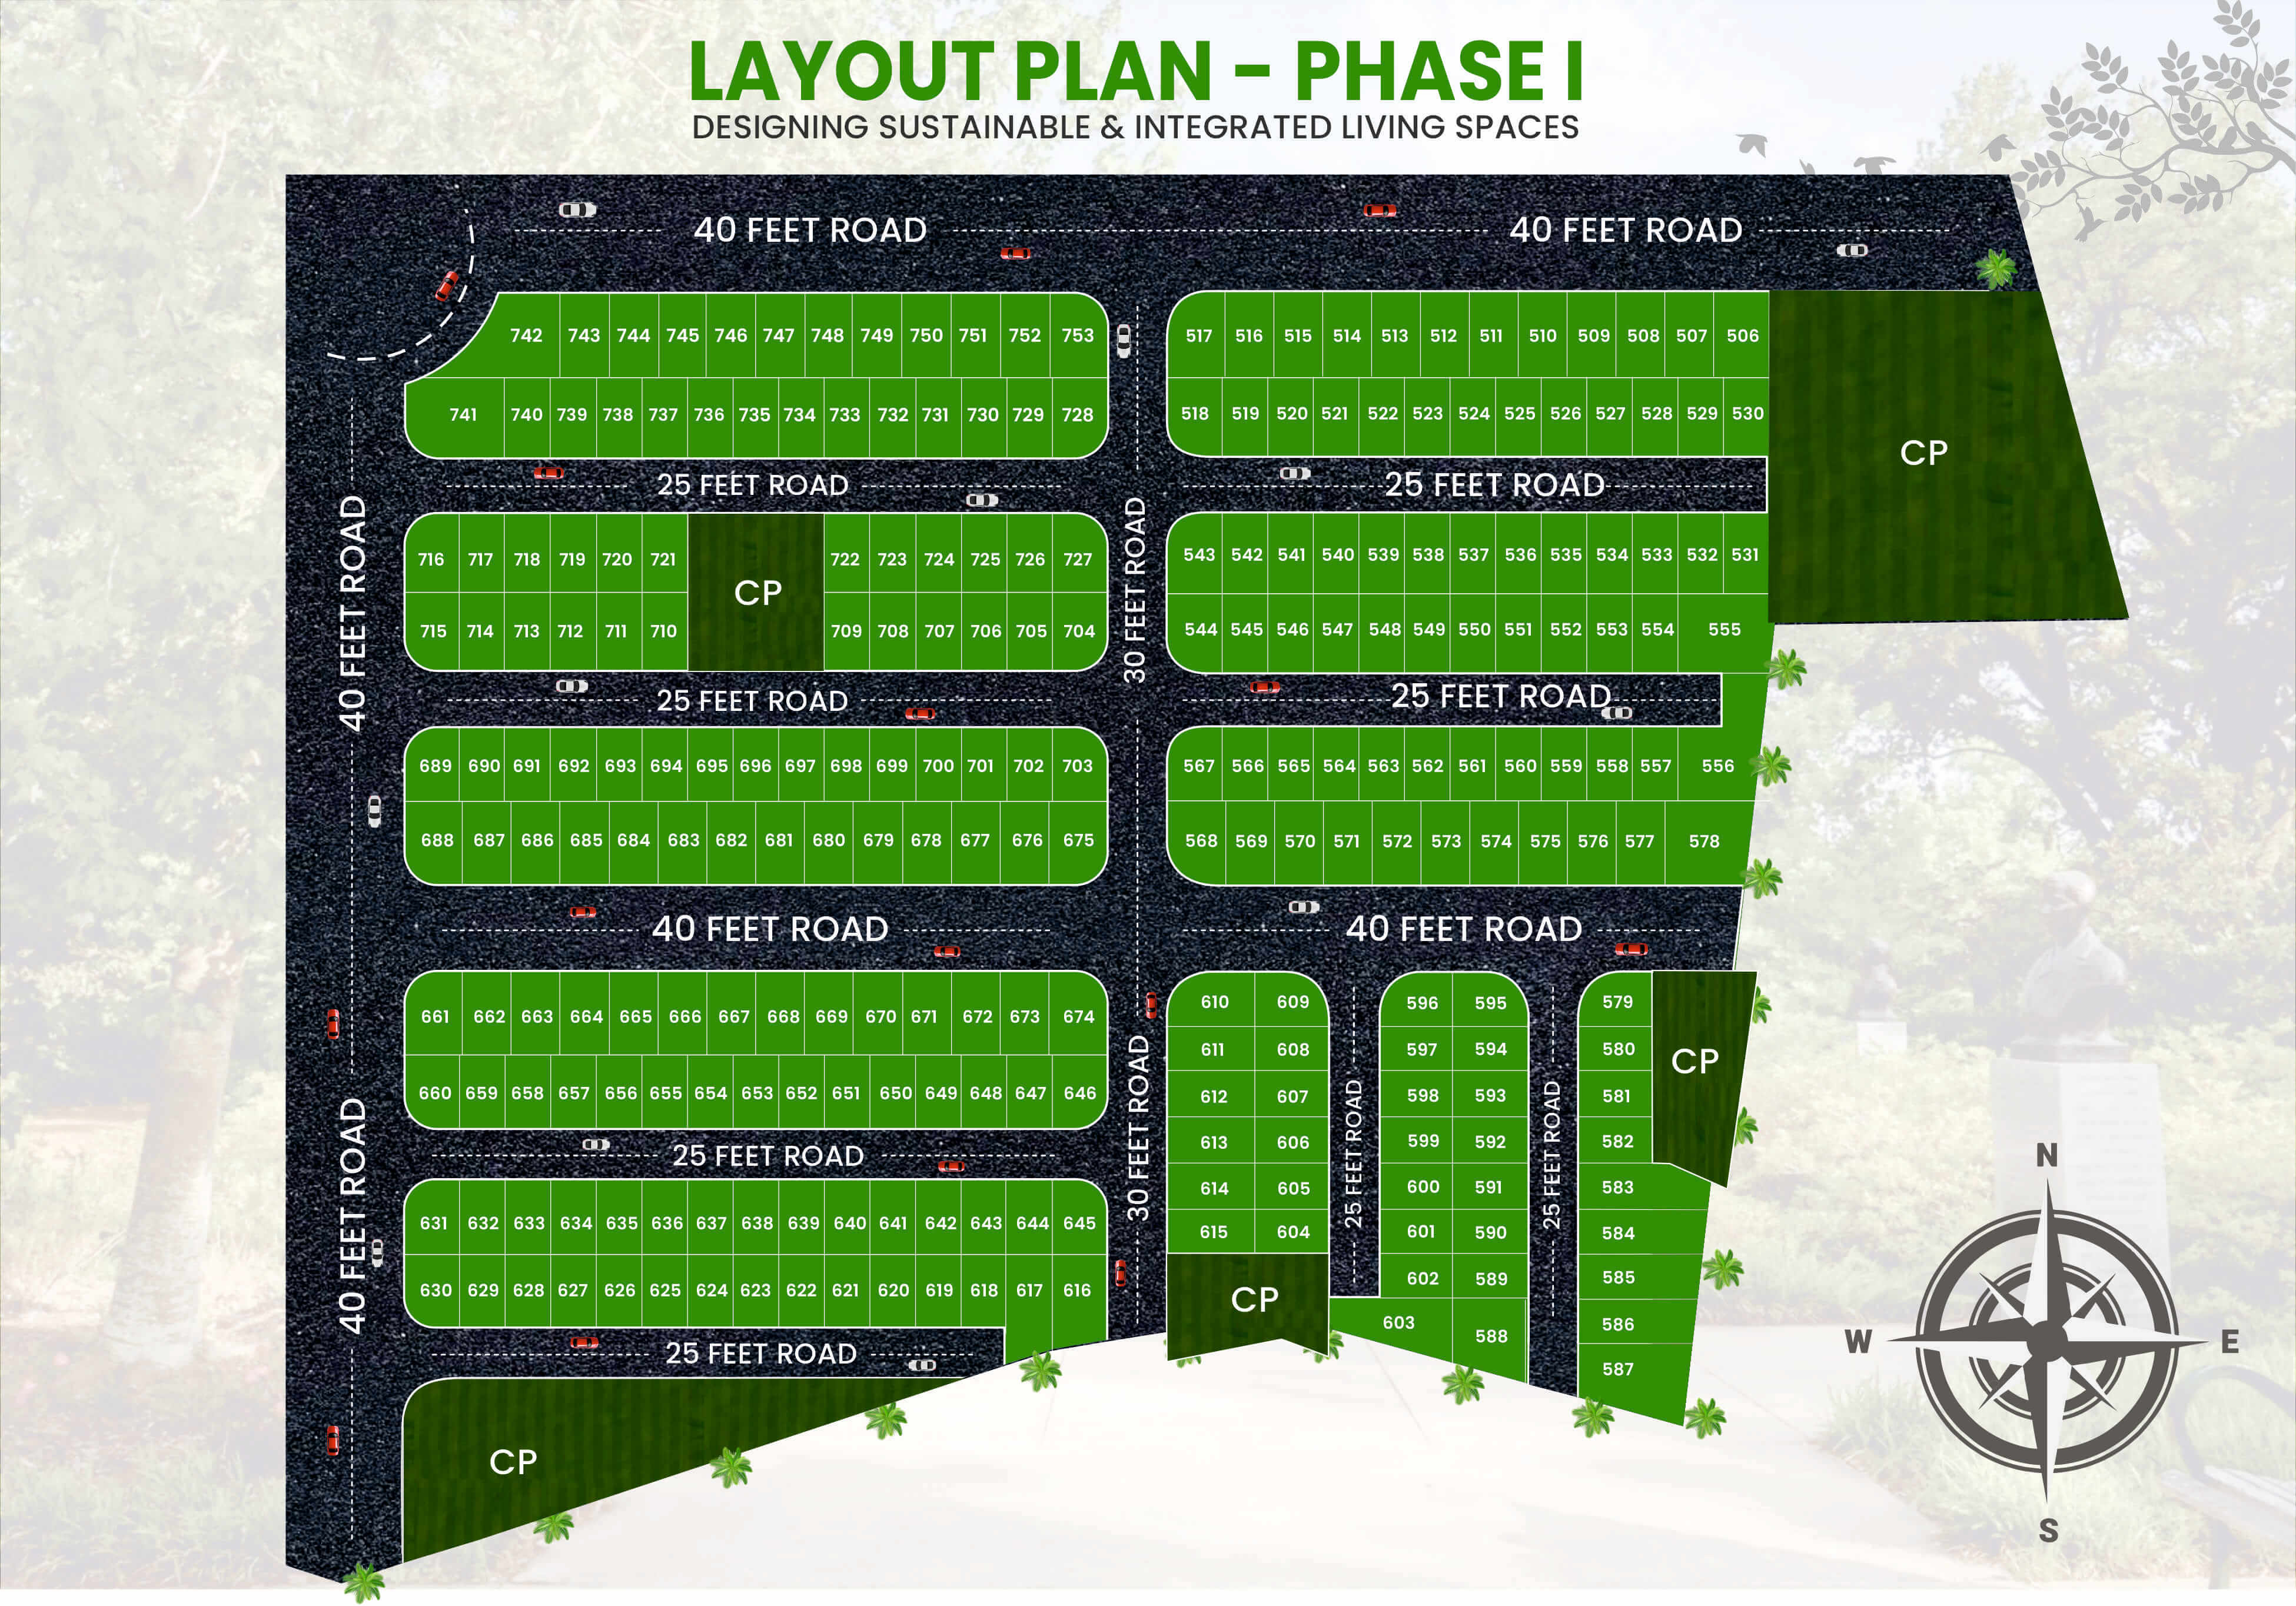 LAYOUT PLAN – PHASE I
DESIGNING SUSTAINABLE & INTEGRATED LIVING SPACES
40 FEET ROAD 40 FEET ROAD
742 743 744 745 746 747 748 749 750 751 752 753
741 740 739 738 737 736 735 734 733 732 731 730 729 728
517 516 515 514 513 512 511 510 509 508 507 506
518 519 520 521 522 523 524 525 526 527 528 529 530
CP
25 FEET ROAD
25 FEET ROAD
40 FEET ROAD
716 717 718 719 720 721
722 723 724 725 726 727
CP
715 714 713 712 711 710
709 708 707 706 705 704
30 FEET ROAD
543 542 541 540 539 538 537 536 535 534 533 532 531
544 545 546 547 548 549 550 551 552 553 554 555
25 FEET ROAD
25 FEET ROAD
689 690 691 692 693 694 695 696 697 698 699 700 701 702 703
688 687 686 685 684 683 682 681 680 679 678 677 676 675
567 566 565 564 563 562 561 560 559 558 557 556
568 569 570 571 572 573 574 575 576 577 578
40 FEET ROAD
40 FEET ROAD
661 662 663 664 665 666 667 668 669 670 671 672 673 674
660 659 658 657 656 655 654 653 652 651 650 649 648 647 646
40 FEET ROAD
25 FEET ROAD
631 632 633 634 635 636 637 638 639 640 641 642 643 644 645
630 629 628 627 626 625 624 623 622 621 620 619 618 617 616
25 FEET ROAD
CP
30 FEET ROAD
610 609
611 608
612 607
613 606
614 605
615 604
CP
25 FEET ROAD
596 595
597 594
598 593
599 592
600 591
601 590
602 589
603 588
25 FEET ROAD
579
580
581
582
583
584
585
586
587
CP
N
W E
S